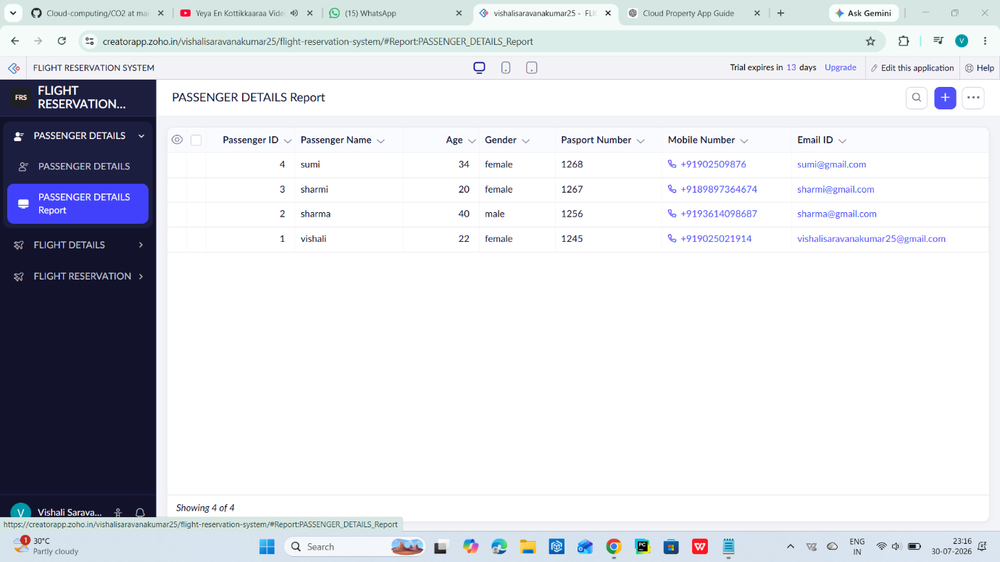 Cloud-computing/CO2 at mai
Yeya En Kottikkaaraa Vide
(15) WhatsApp
vishalisaravanakumar25 - FLI
Cloud Property App Guide
Ask Gemini
creatorapp.zoho.in/vishalisaravanakumar25/flight-reservation-system/#Report:PASSENGER_DETAILS_Report
V
FLIGHT RESERVATION SYSTEM
Trial expires in 13 days Upgrade
Edit this application
Help
FRS
FLIGHT
RESERVATION...
PASSENGER DETAILS Report
PASSENGER DETAILS
PASSENGER DETAILS
PASSENGER DETAILS
Report
FLIGHT DETAILS
FLIGHT RESERVATION
Passenger ID Passenger Name Age Gender Pasport Number Mobile Number Email ID
4 sumi 34 female 1268 +91902509876 sumi@gmail.com
3 sharmi 20 female 1267 +9189897364674 sharmi@gmail.com
2 sharma 40 male 1256 +9193614098687 sharma@gmail.com
1 vishali 22 female 1245 +919025021914 vishalisaravanakumar25@gmail.com
Showing 4 of 4
V Vishali Sarava...
https://creatorapp.zoho.in/vishalisaravanakumar25/flight-reservation-system/#Report:PASSENGER_DETAILS_Report
1
30°C
Partly cloudy
Search
PC
W
ENG
IN
23:16
30-07-2026